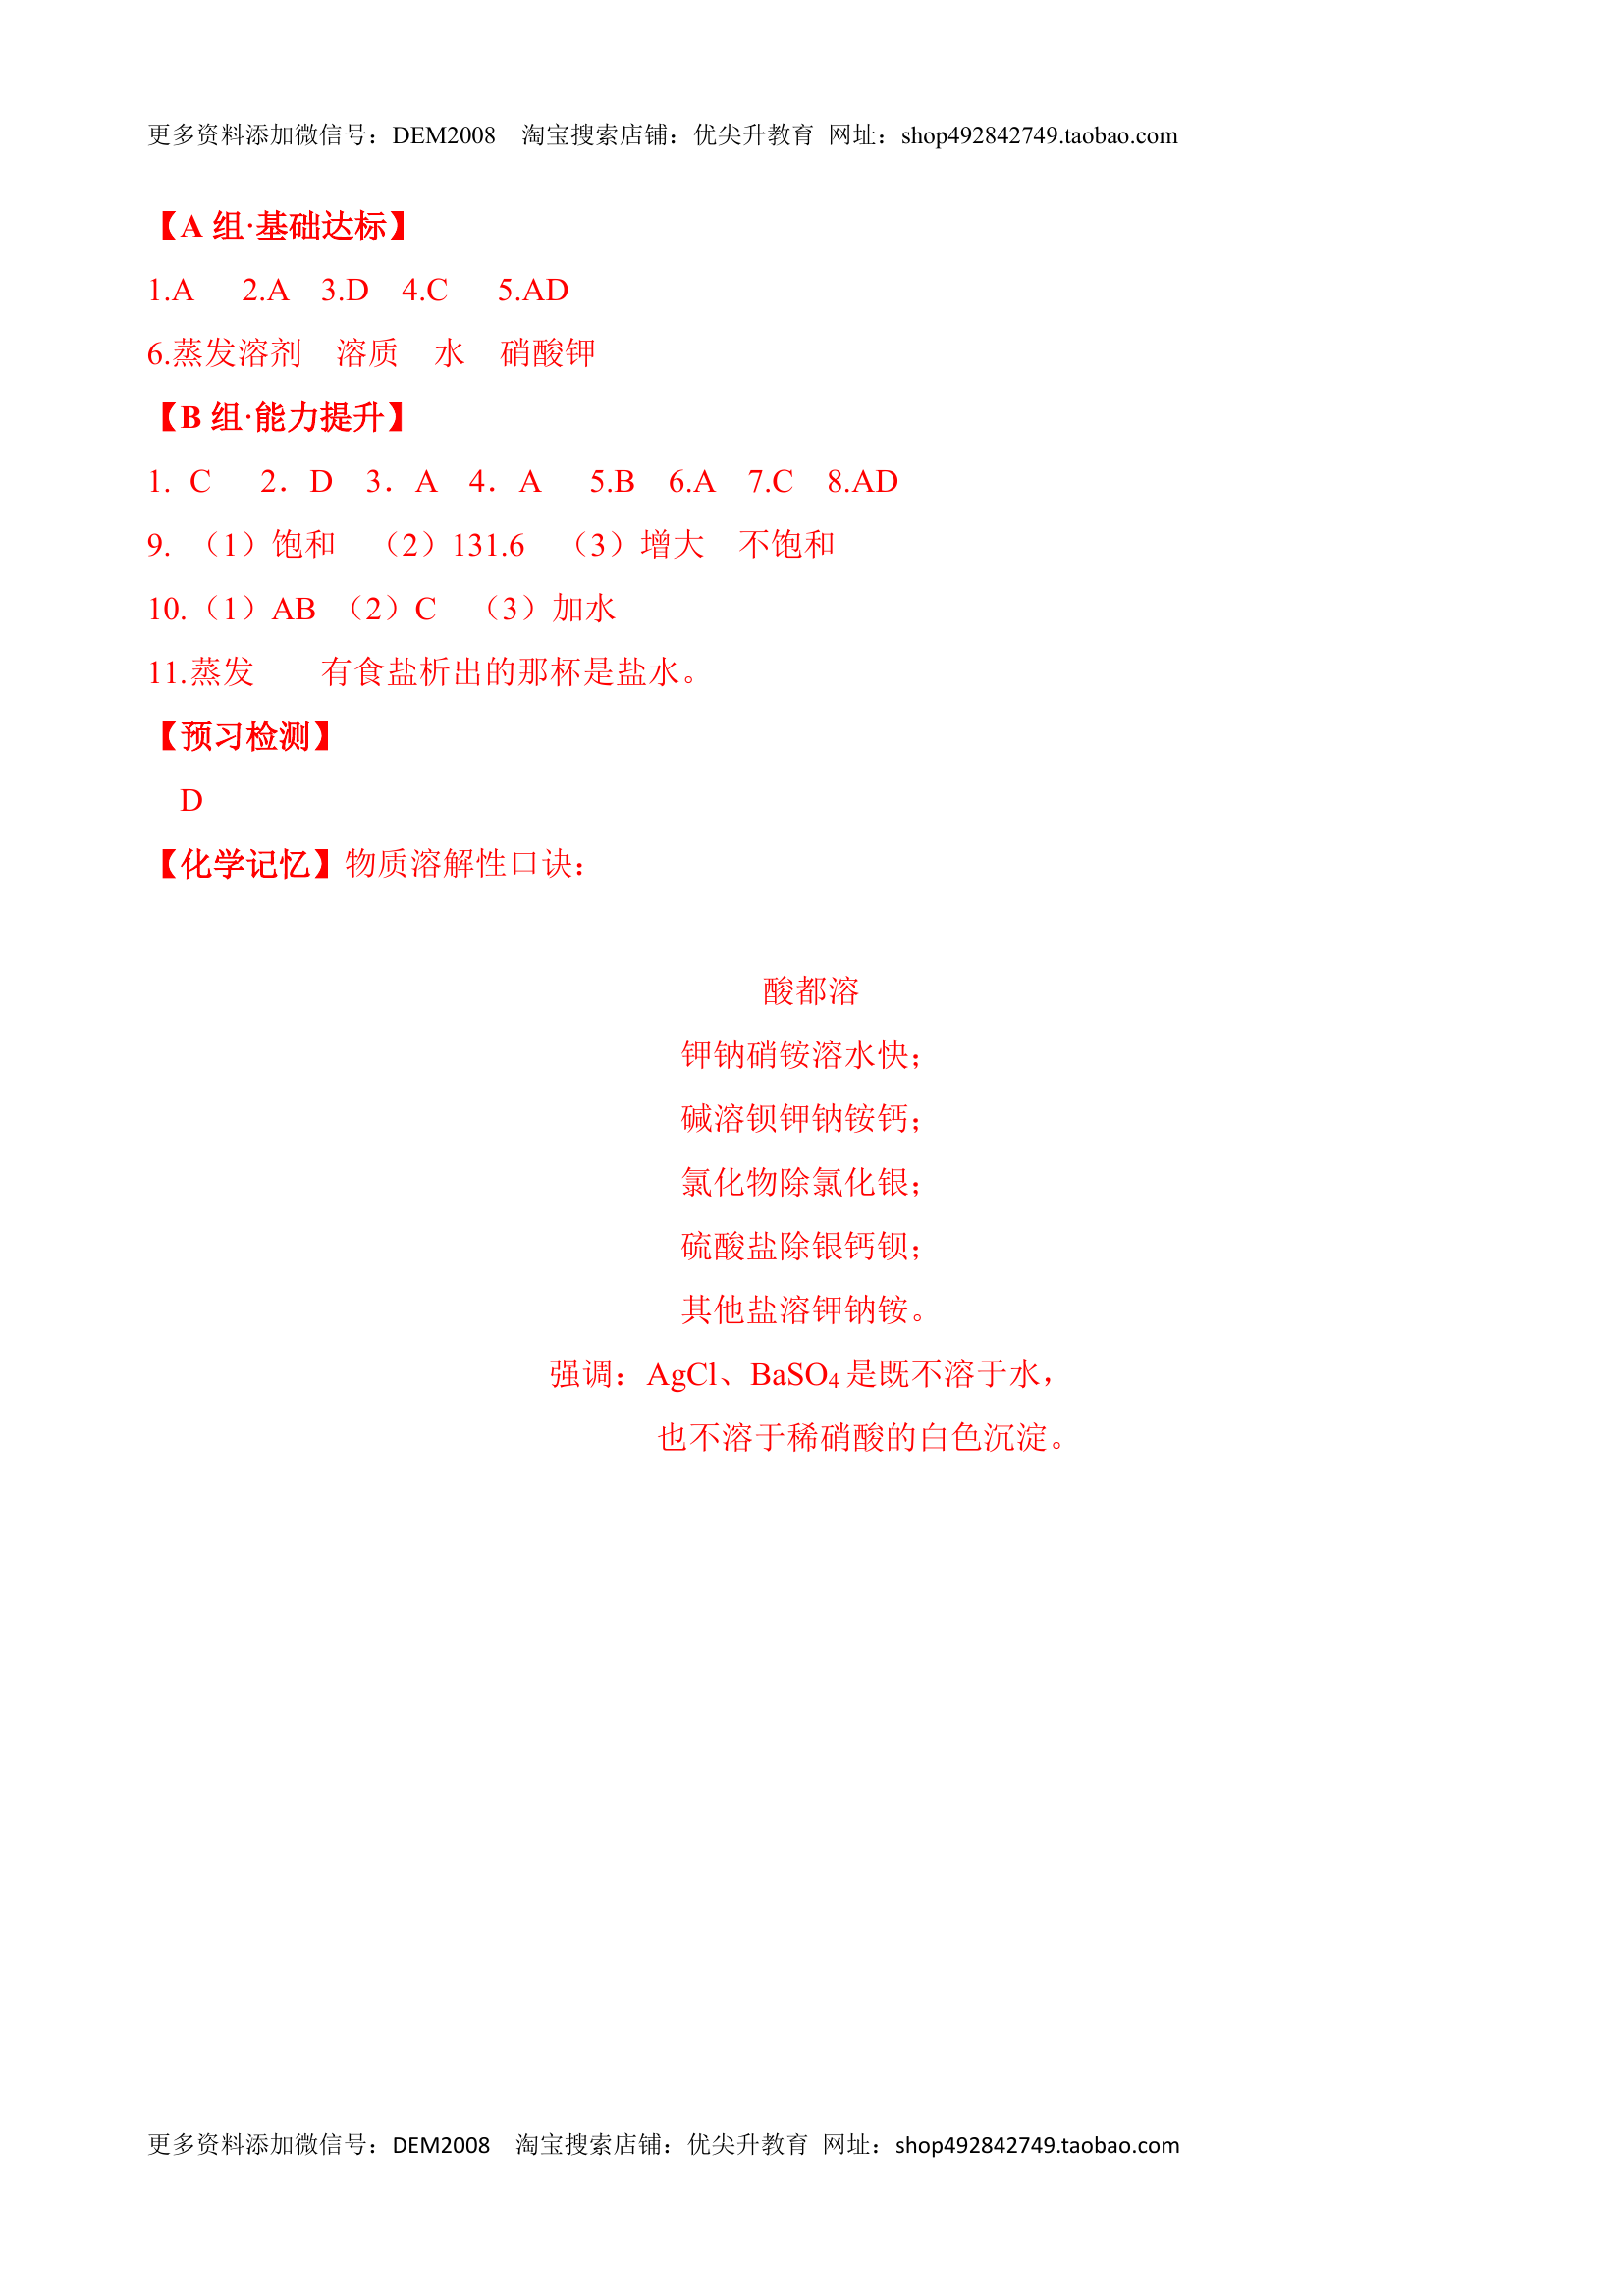 更多资料添加微信号：DEM2008 淘宝搜索店铺：优尖升教育 网址：shop492842749.taobao.com
【A 组·基础达标】
1.A 2.A 3.D 4.C 5.AD
6.蒸发溶剂 溶质 水 硝酸钾
【B 组·能力提升】
1. C 2．D 3．A 4．A 5.B 6.A 7.C 8.AD
9. （1）饱和 （2）131.6 （3）增大 不饱和
10.（1）AB （2）C （3）加水
11.蒸发 有食盐析出的那杯是盐水。
【预习检测】
D
【化学记忆】物质溶解性口诀：
酸都溶
钾钠硝铵溶水快；
碱溶钡钾钠铵钙；
氯化物除氯化银；
硫酸盐除银钙钡；
其他盐溶钾钠铵。
强调：AgCl、BaSO₄ 是既不溶于水，
也不溶于稀硝酸的白色沉淀。
更多资料添加微信号：DEM2008 淘宝搜索店铺：优尖升教育 网址：shop492842749.taobao.com